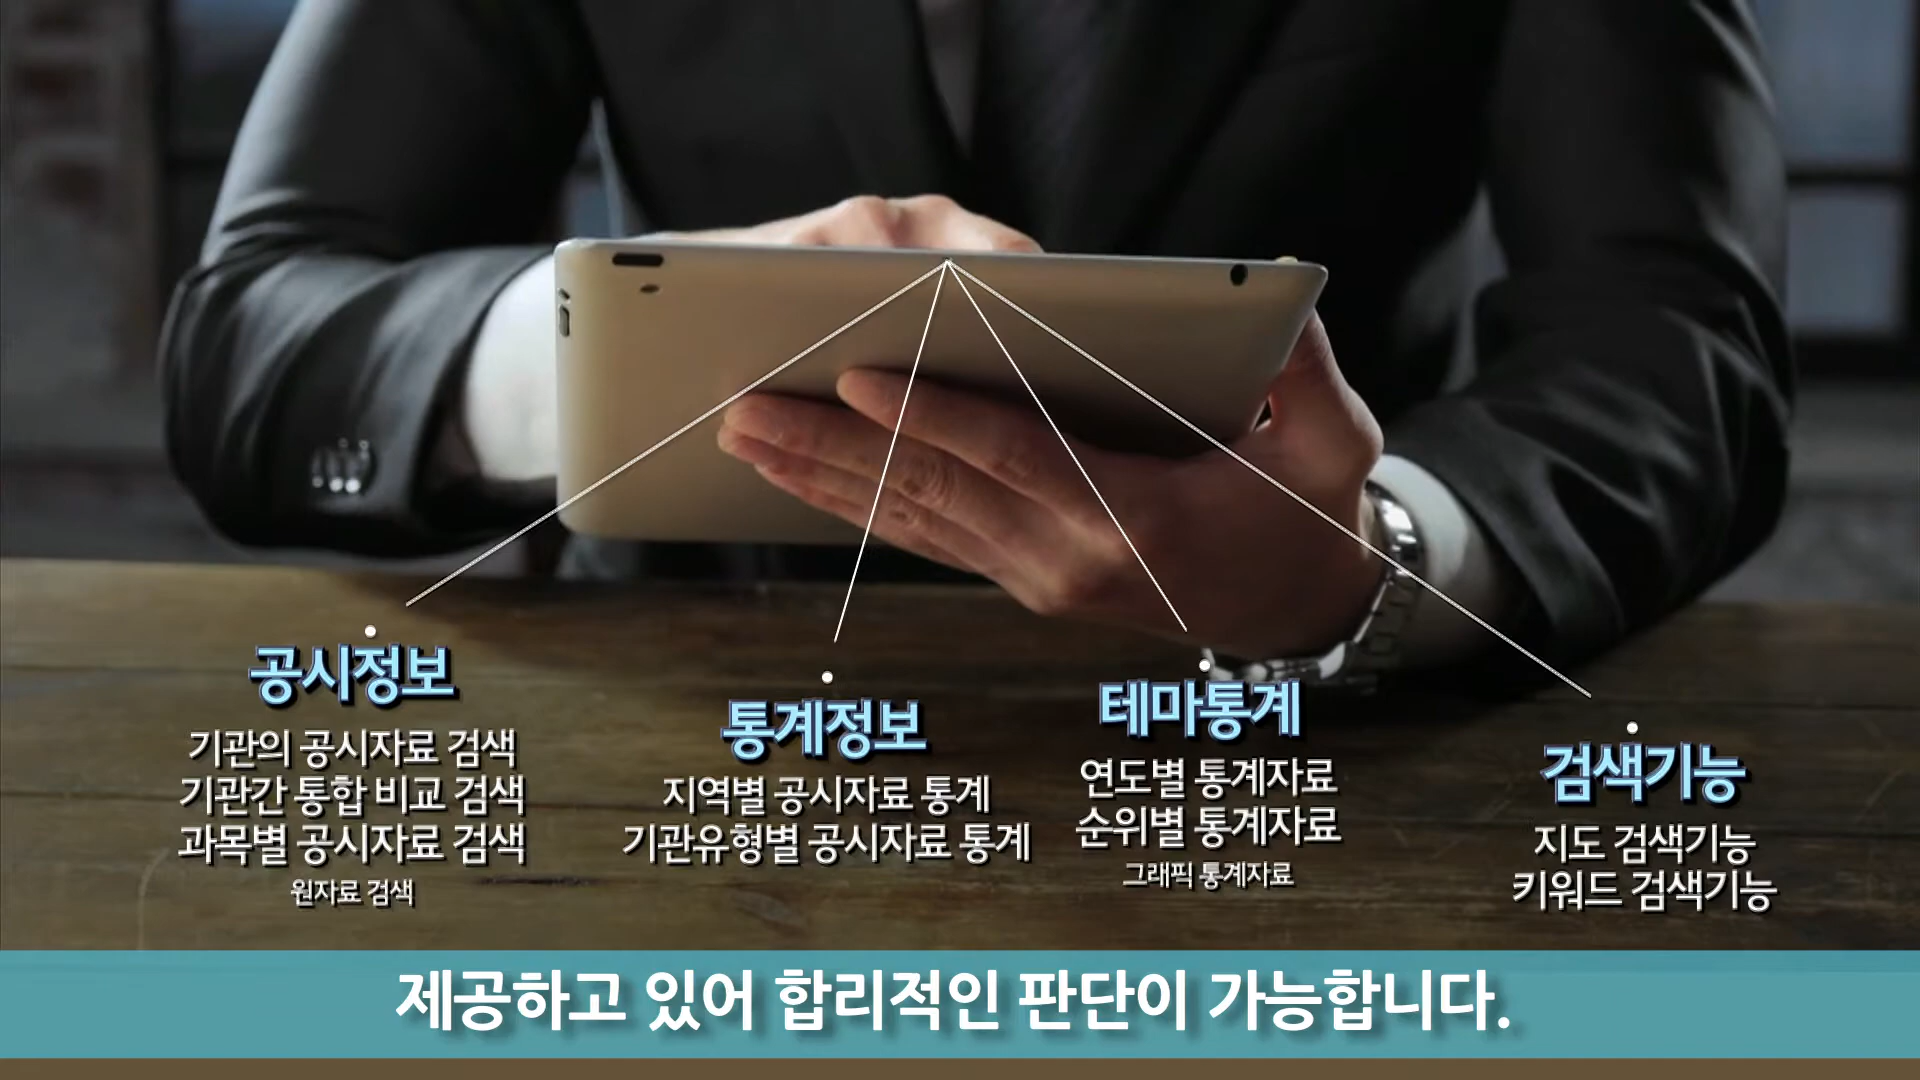 공시정보
기관의 공시자료 검색
기관간 통합 비교 검색
과목별 공시자료 검색
원자료 검색
통계정보
지역별 공시자료 통계
기관유형별 공시자료 통계
테마통계
연도별 통계자료
순위별 통계자료
그래픽 통계자료
검색기능
지도 검색기능
키워드 검색기능
제공하고 있어 합리적인 판단이 가능합니다.